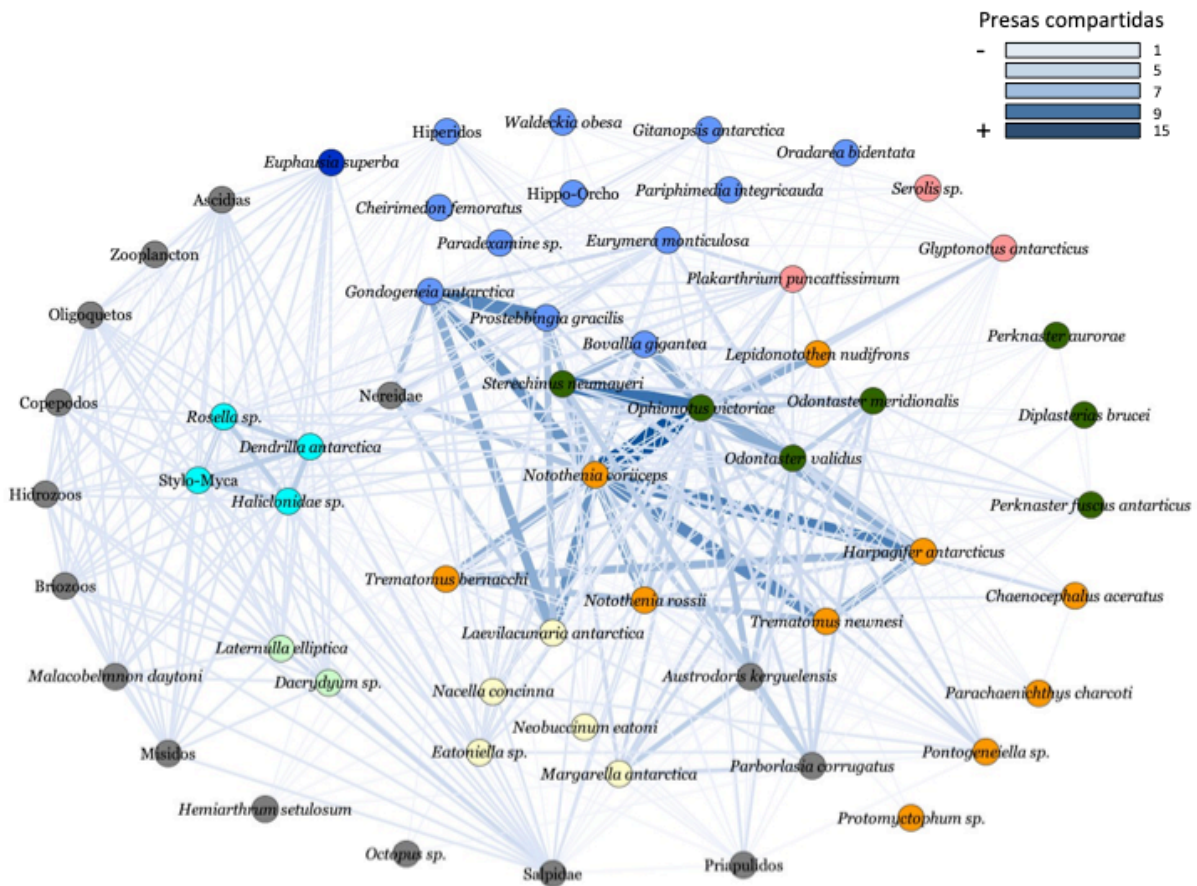 Presas compartidas
- 1
5
7
9
+ 15
Waldeckia obesa
Hiperidos
Gitanopsis antarctica
Oradarea bidentata
Euphausia superba
Serolis sp.
Pariphimedia integricauda
Hippo-Orcho
Ascidias
Cheirimedon femoratus
Paradexamine sp.
Eurymera monticulosa
Glyptonotus antarcticus
Zooplancton
Plakarthrium puncattissimum
Gondogeneia antarctica
Oligoquetos
Prostebbingia gracilis
Perknaster aurorae
Bovallia gigantea
Lepidonotothen nudifrons
Sterechinus neumayeri
Nereidae
Copepodos
Ophionotus victoriae
Odontaster meridionalis
Rosella sp.
Diplasterias brucei
Dendrilla antarctica
Odontaster validus
Notothenia coriiceps
Stylo-Myca
Hidrozoos
Haliclonidae sp.
Perknaster fuscus antarticus
Harpagifer antarcticus
Trematomus bernacchi
Briozoos
Chaenocephalus aceratus
Notothenia rossii
Trematomus newnesi
Laevilacunaria antarctica
Laternulla elliptica
Malacobelmnon daytoni
Austrodoris kerguelensis
Dacrydyum sp.
Nacella concinna
Parachaenichthys charcoti
Neobuccinum eatoni
Misidos
Eatoniella sp.
Pontogeneiella sp.
Parborlasia corrugatus
Margarella antarctica
Hemiarthrum setulosum
Protomyctophum sp.
Octopus sp.
Priapulidos
Salpidae